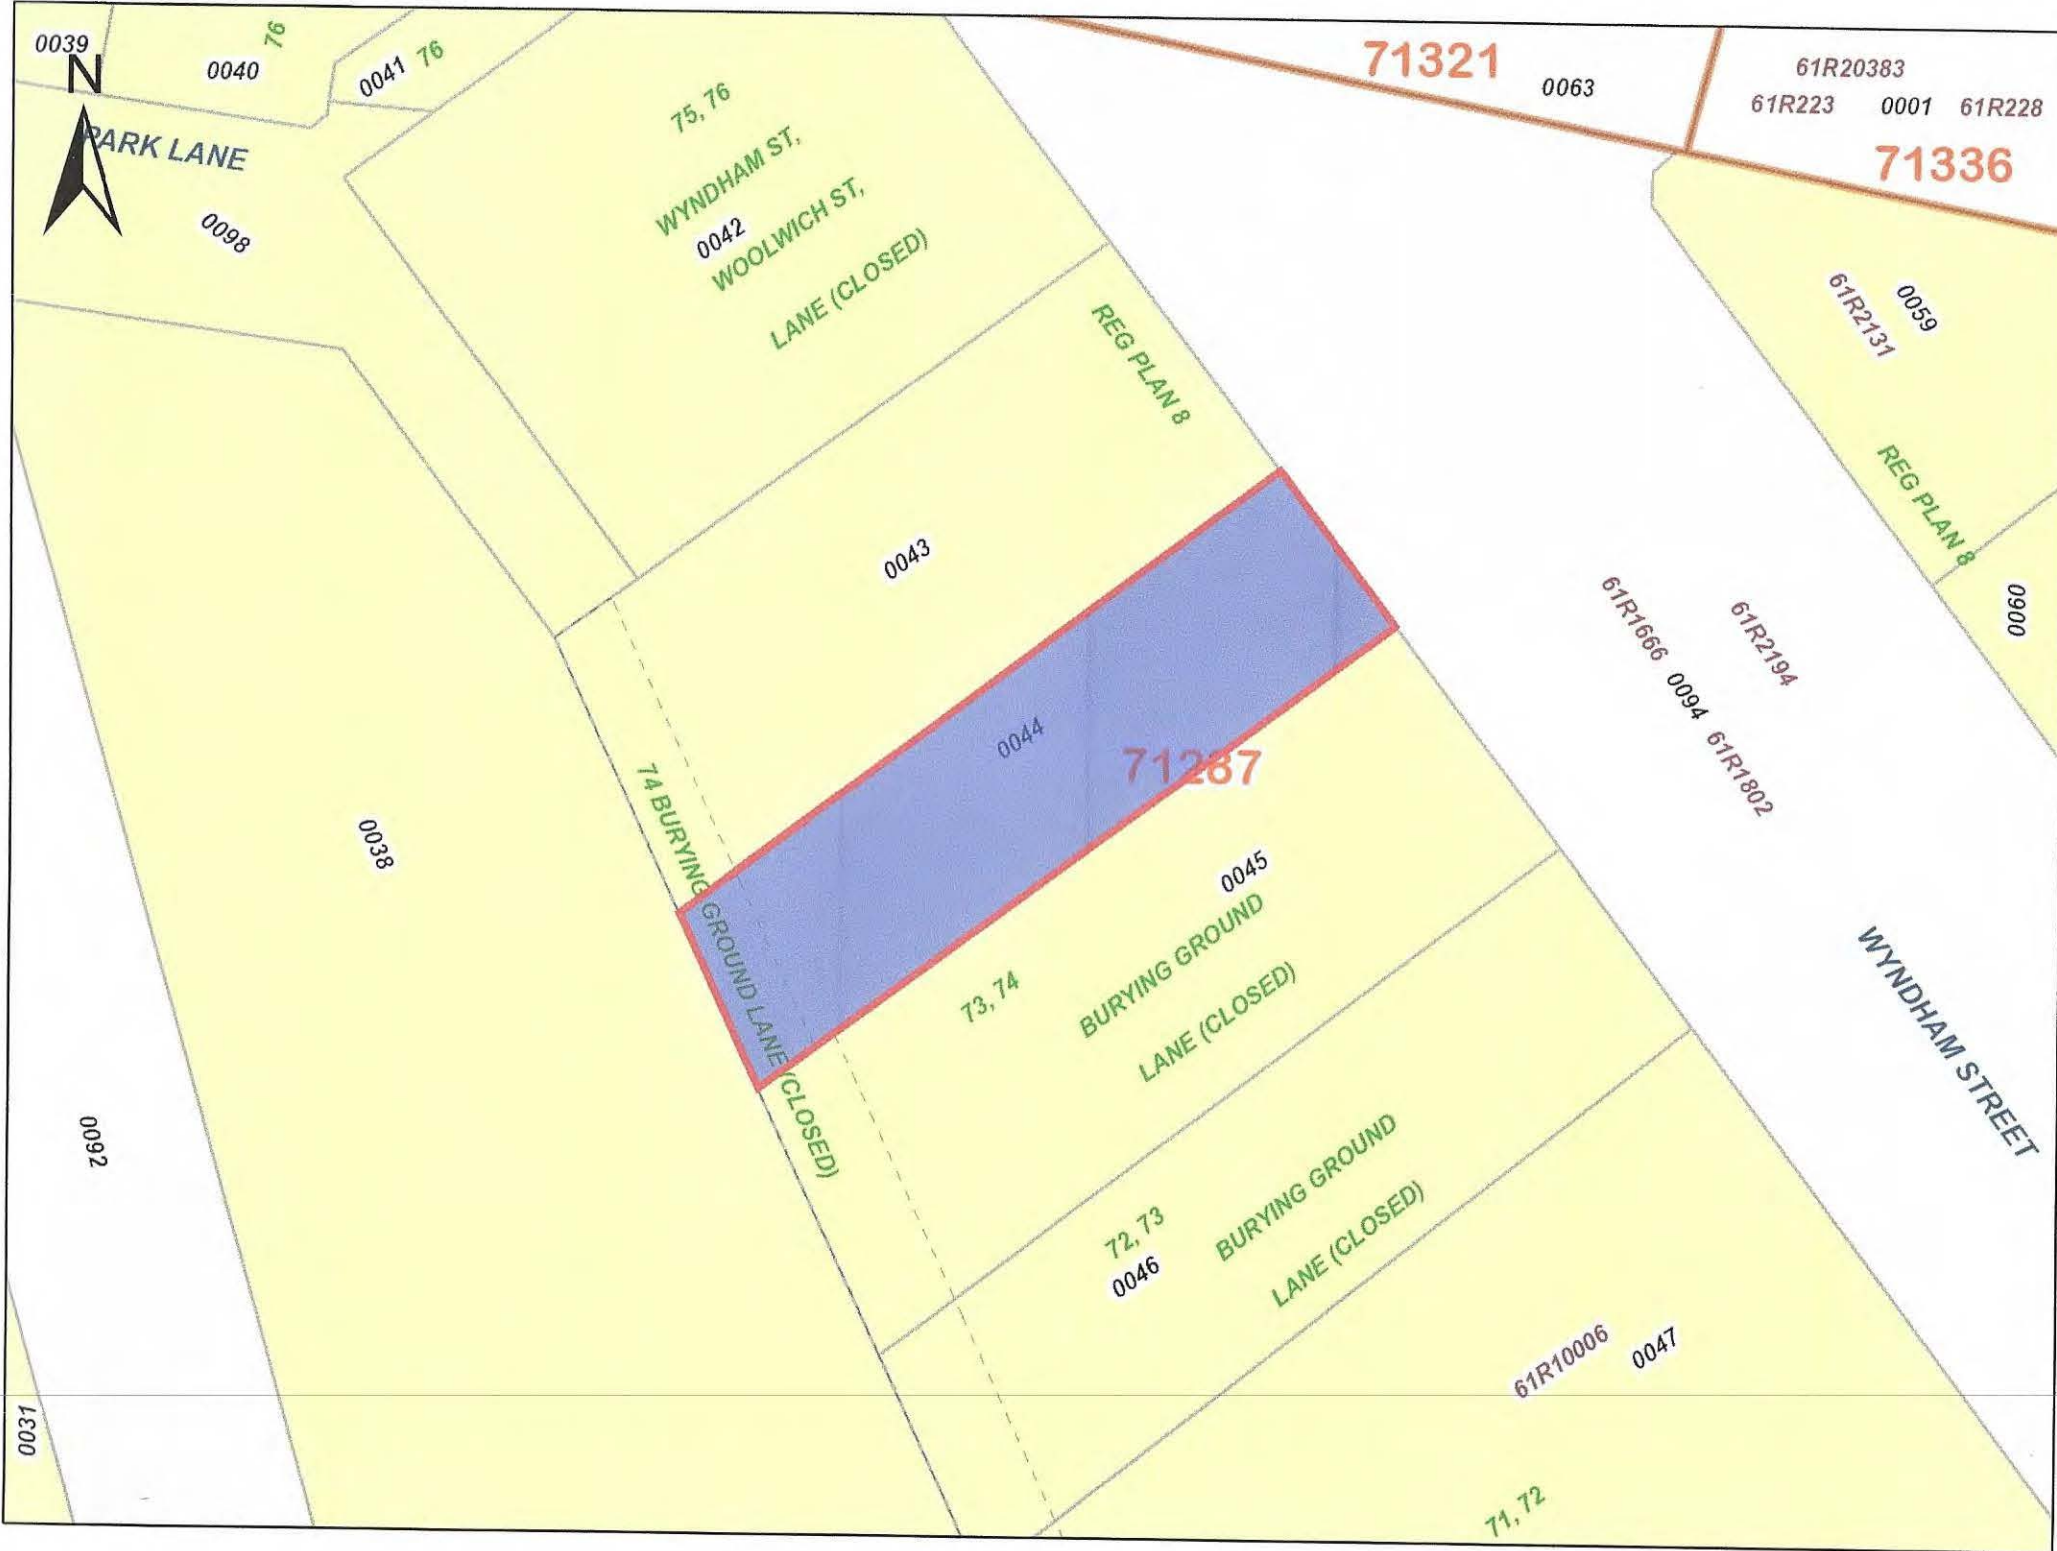 0039
76
0040
0041
76
N
PARK LANE
0098
75, 76
WYNDHAM ST,
0042
WOOLWICH ST,
LANE (CLOSED)
REG PLAN 8
71321
0063
61R20383
61R223
0001
61R228
71336
61R2131
0059
REG PLAN 8
0060
0043
0044
71287
61R1666
0094
61R1802
61R2194
WYNDHAM STREET
0038
74 BURYING GROUND LANE (CLOSED)
0045
73, 74
BURYING GROUND
LANE (CLOSED)
0092
72, 73
0046
BURYING GROUND
LANE (CLOSED)
61R10006
0047
0031
71, 72